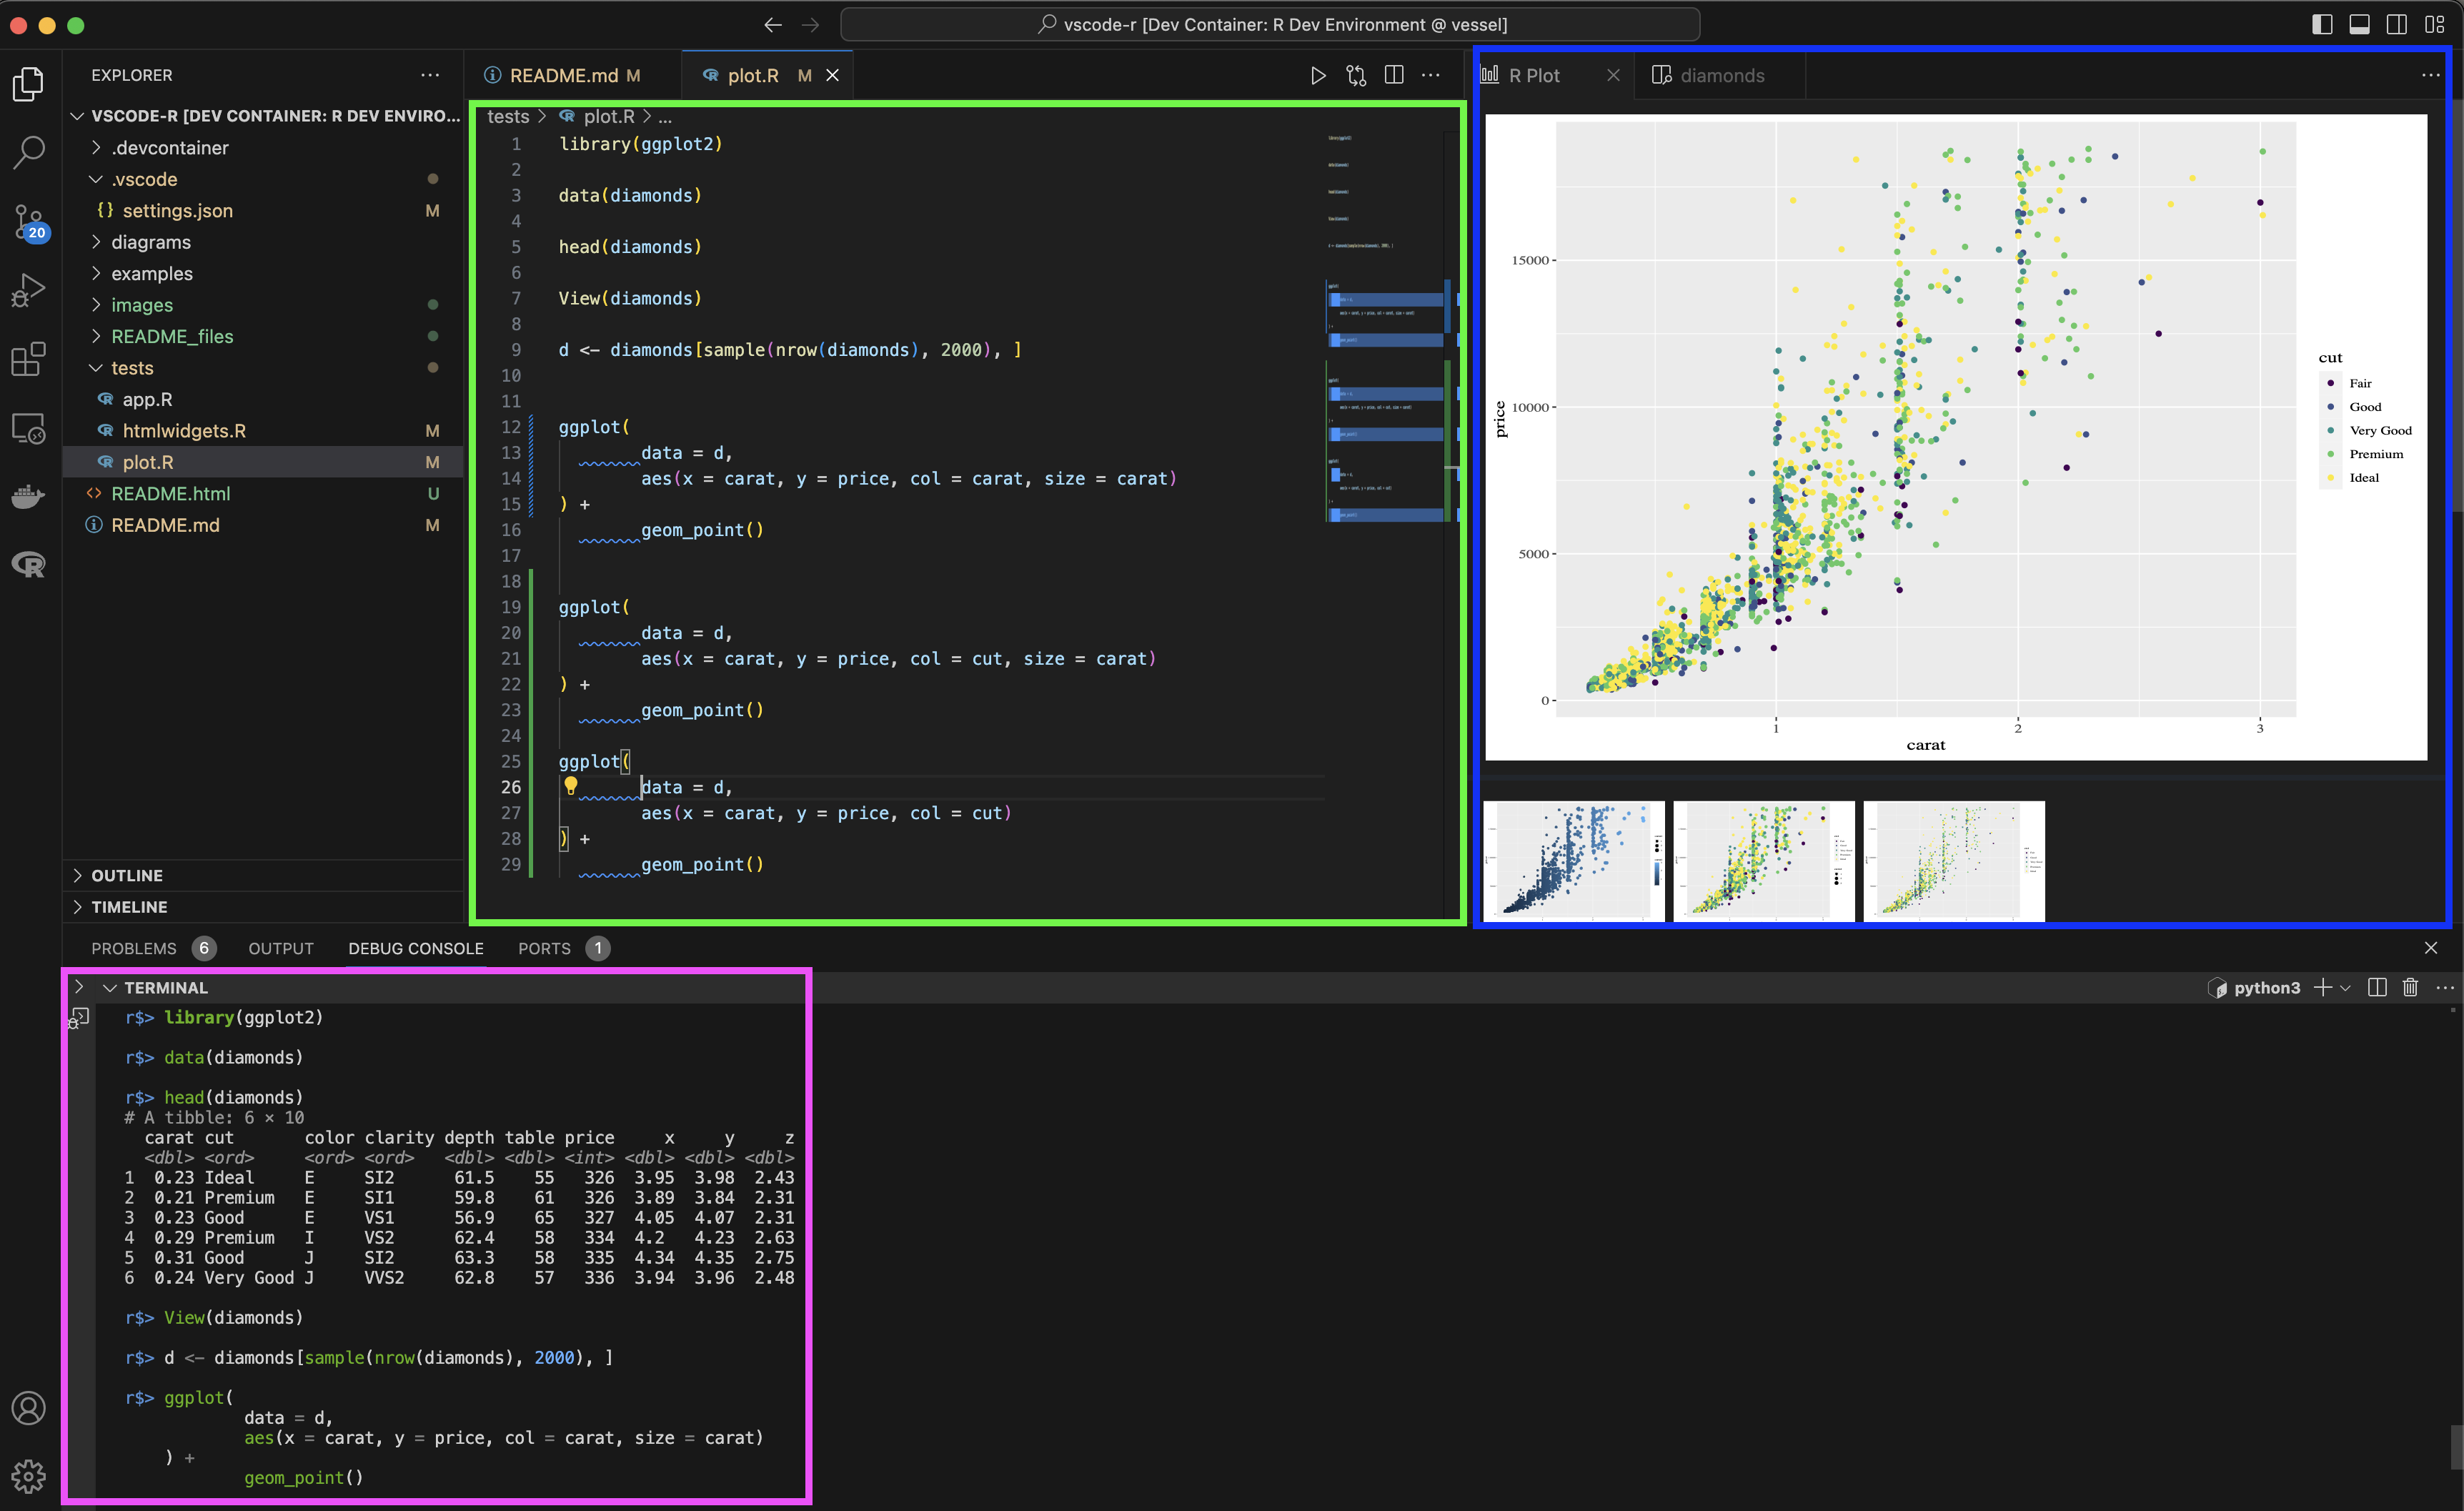 vscode-r [Dev Container: R Dev Environment @ vessel]
EXPLORER
VSCODE-R [DEV CONTAINER: R DEV ENVIRO...
.devcontainer
.vscode
{} settings.json M
diagrams
examples
images
README_files
tests
app.R
htmlwidgets.R M
plot.R M
<> README.html U
README.md M
OUTLINE
TIMELINE
20
README.md M
plot.R M
tests > plot.R > ...
1 library(ggplot2)
2
3 data(diamonds)
4
5 head(diamonds)
6
7 View(diamonds)
8
9 d <- diamonds[sample(nrow(diamonds), 2000), ]
10
11
12 ggplot(
13 data = d,
14 aes(x = carat, y = price, col = carat, size = carat)
15 ) +
16 geom_point()
17
18
19 ggplot(
20 data = d,
21 aes(x = carat, y = price, col = cut, size = carat)
22 ) +
23 geom_point()
24
25 ggplot(
26 data = d,
27 aes(x = carat, y = price, col = cut)
28 ) +
29 geom_point()
R Plot
diamonds
15000
10000
5000
0
price
1 2 3
carat
cut
Fair
Good
Very Good
Premium
Ideal
PROBLEMS 6 OUTPUT DEBUG CONSOLE PORTS 1
TERMINAL
python3
r$> library(ggplot2)
r$> data(diamonds)
r$> head(diamonds)
# A tibble: 6 × 10
carat cut color clarity depth table price x y z
<dbl> <ord> <ord> <ord> <dbl> <dbl> <int> <dbl> <dbl> <dbl>
1 0.23 Ideal E SI2 61.5 55 326 3.95 3.98 2.43
2 0.21 Premium E SI1 59.8 61 326 3.89 3.84 2.31
3 0.23 Good E VS1 56.9 65 327 4.05 4.07 2.31
4 0.29 Premium I VS2 62.4 58 334 4.2 4.23 2.63
5 0.31 Good J SI2 63.3 58 335 4.34 4.35 2.75
6 0.24 Very Good J VVS2 62.8 57 336 3.94 3.96 2.48
r$> View(diamonds)
r$> d <- diamonds[sample(nrow(diamonds), 2000), ]
r$> ggplot(
data = d,
aes(x = carat, y = price, col = carat, size = carat)
) +
geom_point()